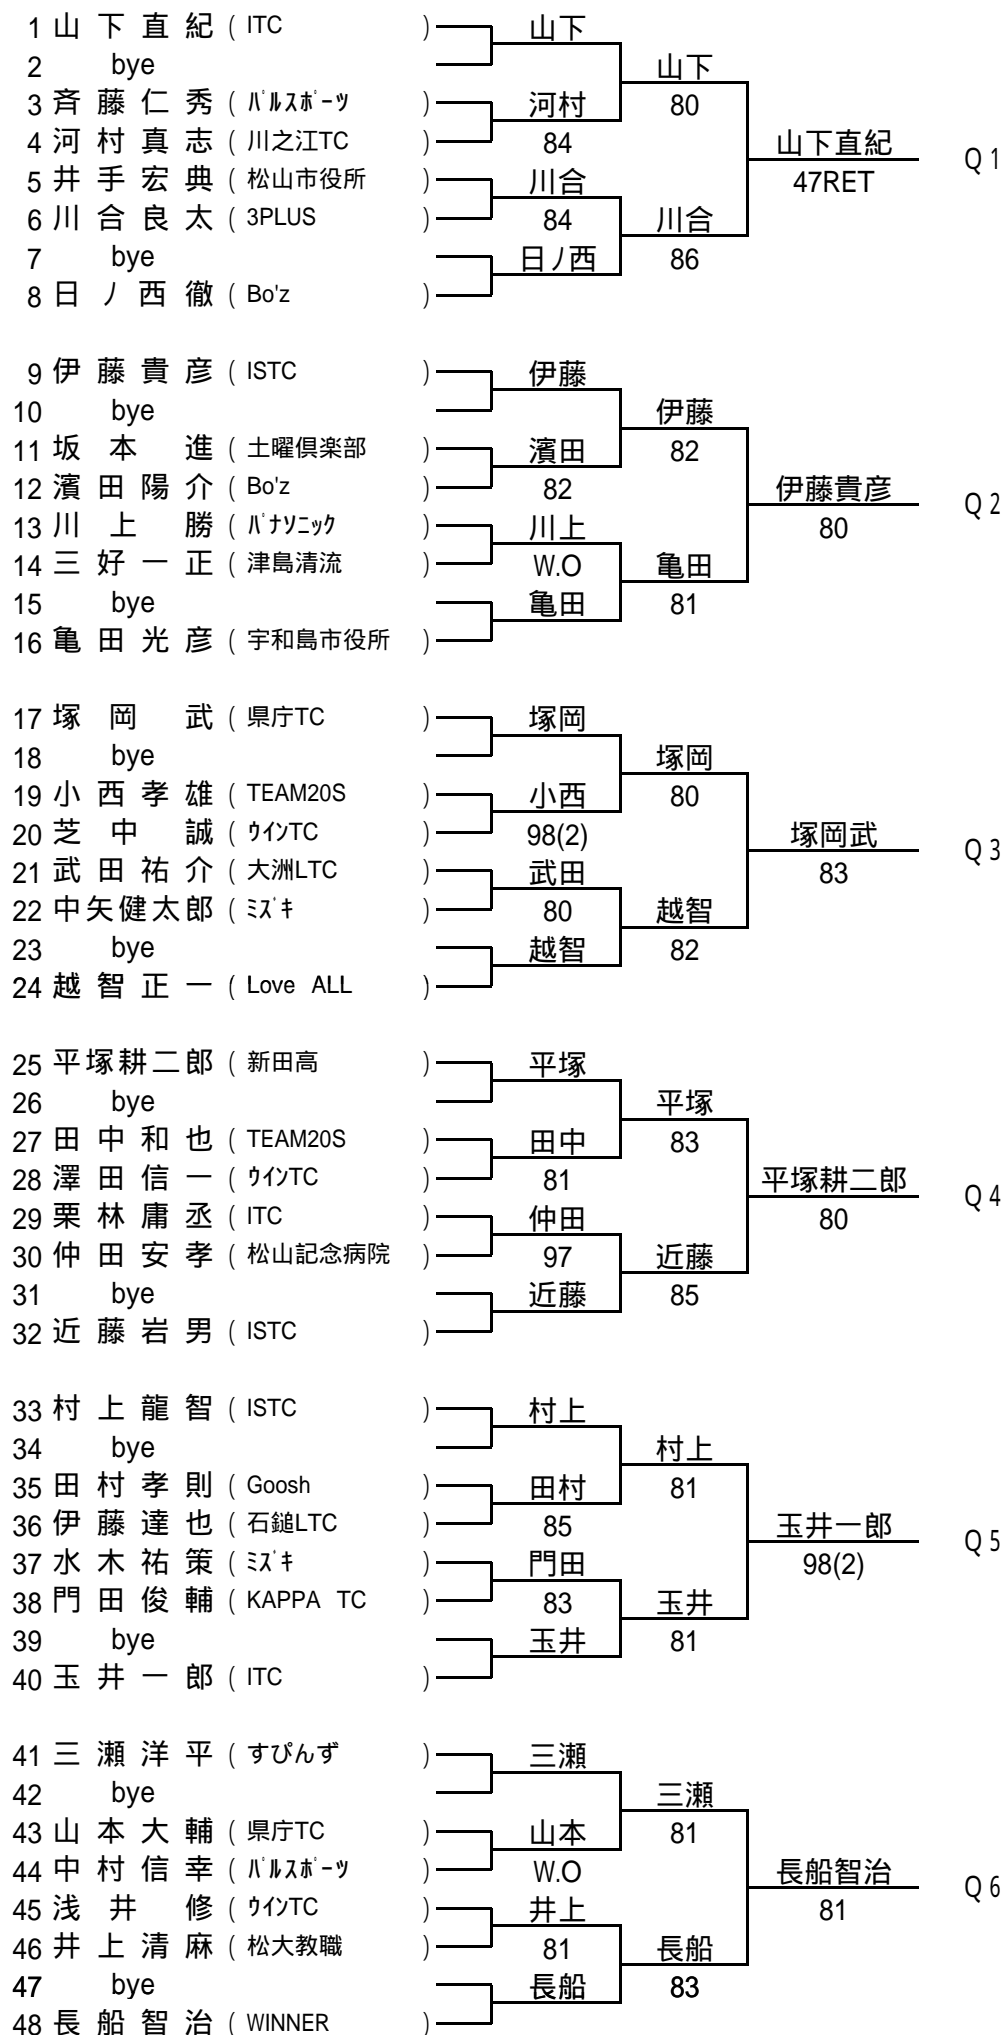 1 山下直紀 ( ITC ) 山下
2 bye 山下
3 斉藤仁秀 ( ﾊﾟﾙｽﾎﾟｰﾂ ) 河村 80
4 河村真志 ( 川之江TC ) 84 山下直紀 Q 1
5 井手宏典 ( 松山市役所 ) 川合 47RET
6 川合良太 ( 3PLUS ) 84 川合
7 bye 日ノ西 86
8 日ノ西徹 ( Bo'z )
9 伊藤貴彦 ( ISTC ) 伊藤
10 bye 伊藤
11 坂本進 ( 土曜倶楽部 ) 濱田 82
12 濱田陽介 ( Bo'z ) 82 伊藤貴彦 Q 2
13 川上勝 ( ﾊﾟﾅｿﾆｯｸ ) 川上 80
14 三好一正 ( 津島清流 ) W.O 亀田
15 bye 亀田 81
16 亀田光彦 ( 宇和島市役所 )
17 塚岡武 ( 県庁TC ) 塚岡
18 bye 塚岡
19 小西孝雄 ( TEAM20S ) 小西 80
20 芝中誠 ( ｳｲﾝTC ) 98(2) 塚岡武 Q 3
21 武田祐介 ( 大洲LTC ) 武田 83
22 中矢健太郎 ( ﾐｽﾞｷ ) 80 越智
23 bye 越智 82
24 越智正一 ( Love ALL )
25 平塚耕二郎 ( 新田高 ) 平塚
26 bye 平塚
27 田中和也 ( TEAM20S ) 田中 83
28 澤田信一 ( ｳｲﾝTC ) 81 平塚耕二郎 Q 4
29 栗林庸丞 ( ITC ) 仲田 80
30 仲田安孝 ( 松山記念病院 ) 97 近藤
31 bye 近藤 85
32 近藤岩男 ( ISTC )
33 村上龍智 ( ISTC ) 村上
34 bye 村上
35 田村孝則 ( Goosh ) 田村 81
36 伊藤達也 ( 石鎚LTC ) 85 玉井一郎 Q 5
37 水木祐策 ( ﾐｽﾞｷ ) 門田 98(2)
38 門田俊輔 ( KAPPA TC ) 83 玉井
39 bye 玉井 81
40 玉井一郎 ( ITC )
41 三瀬洋平 ( すぴんず ) 三瀬
42 bye 三瀬
43 山本大輔 ( 県庁TC ) 山本 81
44 中村信幸 ( ﾊﾟﾙｽﾎﾟｰﾂ ) W.O 長船智治 Q 6
45 浅井修 ( ｳｲﾝTC ) 井上 81
46 井上清麻 ( 松大教職 ) 81 長船
47 bye 長船 83
48 長船智治 ( WINNER )